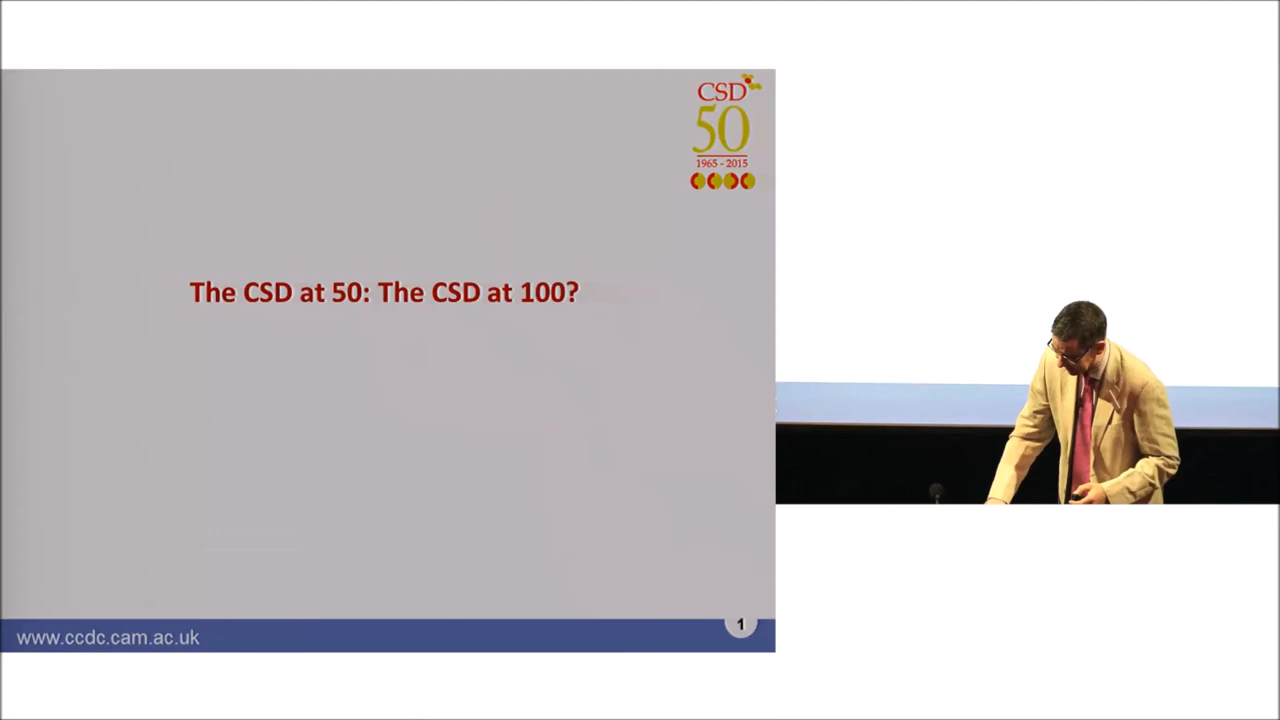 CSD
50
1965 - 2015
The CSD at 50: The CSD at 100?
www.ccdc.cam.ac.uk
1